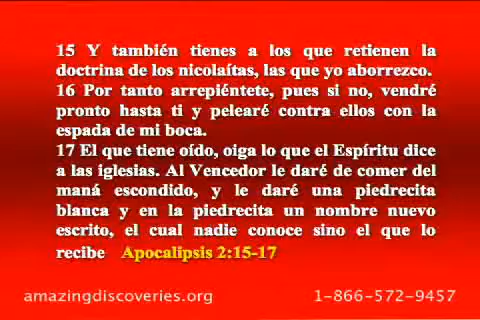 15 Y también tienes a los que retienen la
doctrina de los nicolaítas, las que yo aborrezco.
16 Por tanto arrepiéntete, pues si no, vendré
pronto hasta ti y pelearé contra ellos con la
espada de mi boca.
17 El que tiene oído, oiga lo que el Espíritu dice
a las iglesias. Al Vencedor le daré de comer del
maná escondido, y le daré una piedrecita
blanca y en la piedrecita un nombre nuevo
escrito, el cual nadie conoce sino el que lo
recibe Apocalipsis 2:15-17
amazingdiscoveries.org 1-866-572-9457